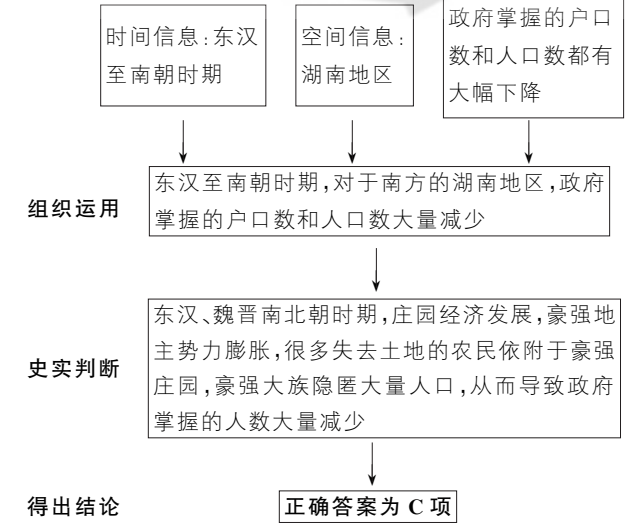 时间信息:东汉
至南朝时期
空间信息:
湖南地区
政府掌握的户口
数和人口数都有
大幅下降
组织运用
东汉至南朝时期,对于南方的湖南地区,政府
掌握的户口数和人口数大量减少
史实判断
东汉、魏晋南北朝时期,庄园经济发展,豪强地
主势力膨胀,很多失去土地的农民依附于豪强
庄园,豪强大族隐匿大量人口,从而导致政府
掌握的人数大量减少
得出结论
正确答案为 C 项